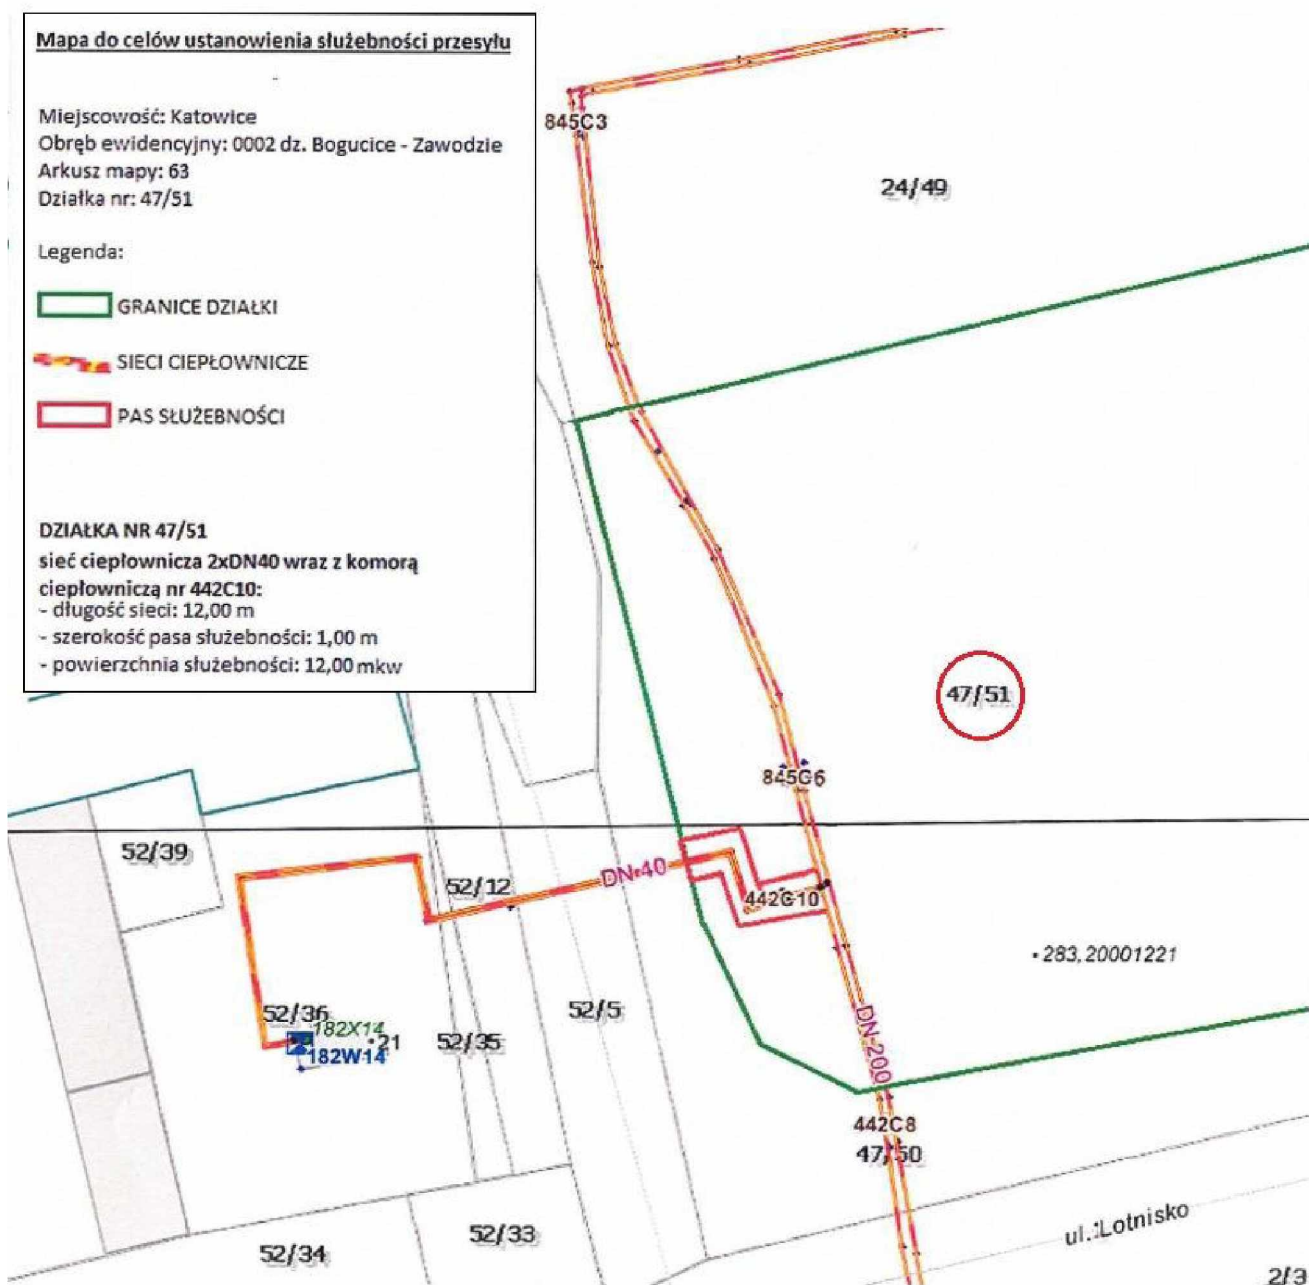 Mapa do celów ustanowienia służebności przesyłu
-
Miejscowość: Katowice
Obręb ewidencyjny: 0002 dz. Bogucice - Zawodzie
Arkusz mapy: 63
Działka nr: 47/51
Legenda:
GRANICE DZIAŁKI
SIECI CIEPŁOWNICZE
PAS SŁUŻEBNOŚCI
DZIAŁKA NR 47/51
sieć ciepłownicza 2xDN40 wraz z komorą
ciepłowniczą nr 442C10:
- długość sieci: 12,00 m
- szerokość pasa służebności: 1,00 m
- powierzchnia służebności: 12,00 mkw
845C3
24/49
47/51
845G6
52/39
52/12
DN 40
442G10
283,20001221
52/36
182X14
21
182W14
52/35
52/5
DN 200
442C8
47/50
ul. Lotnisko
52/33
52/34
2/3